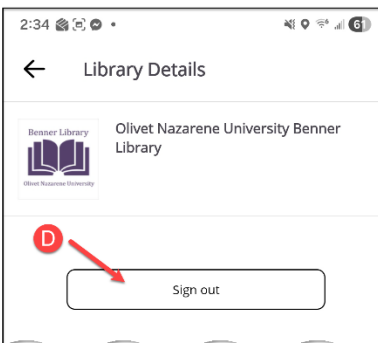 2:34
61
Library Details
Benner Library
Olivet Nazarene University
Olivet Nazarene University Benner
Library
D
Sign out